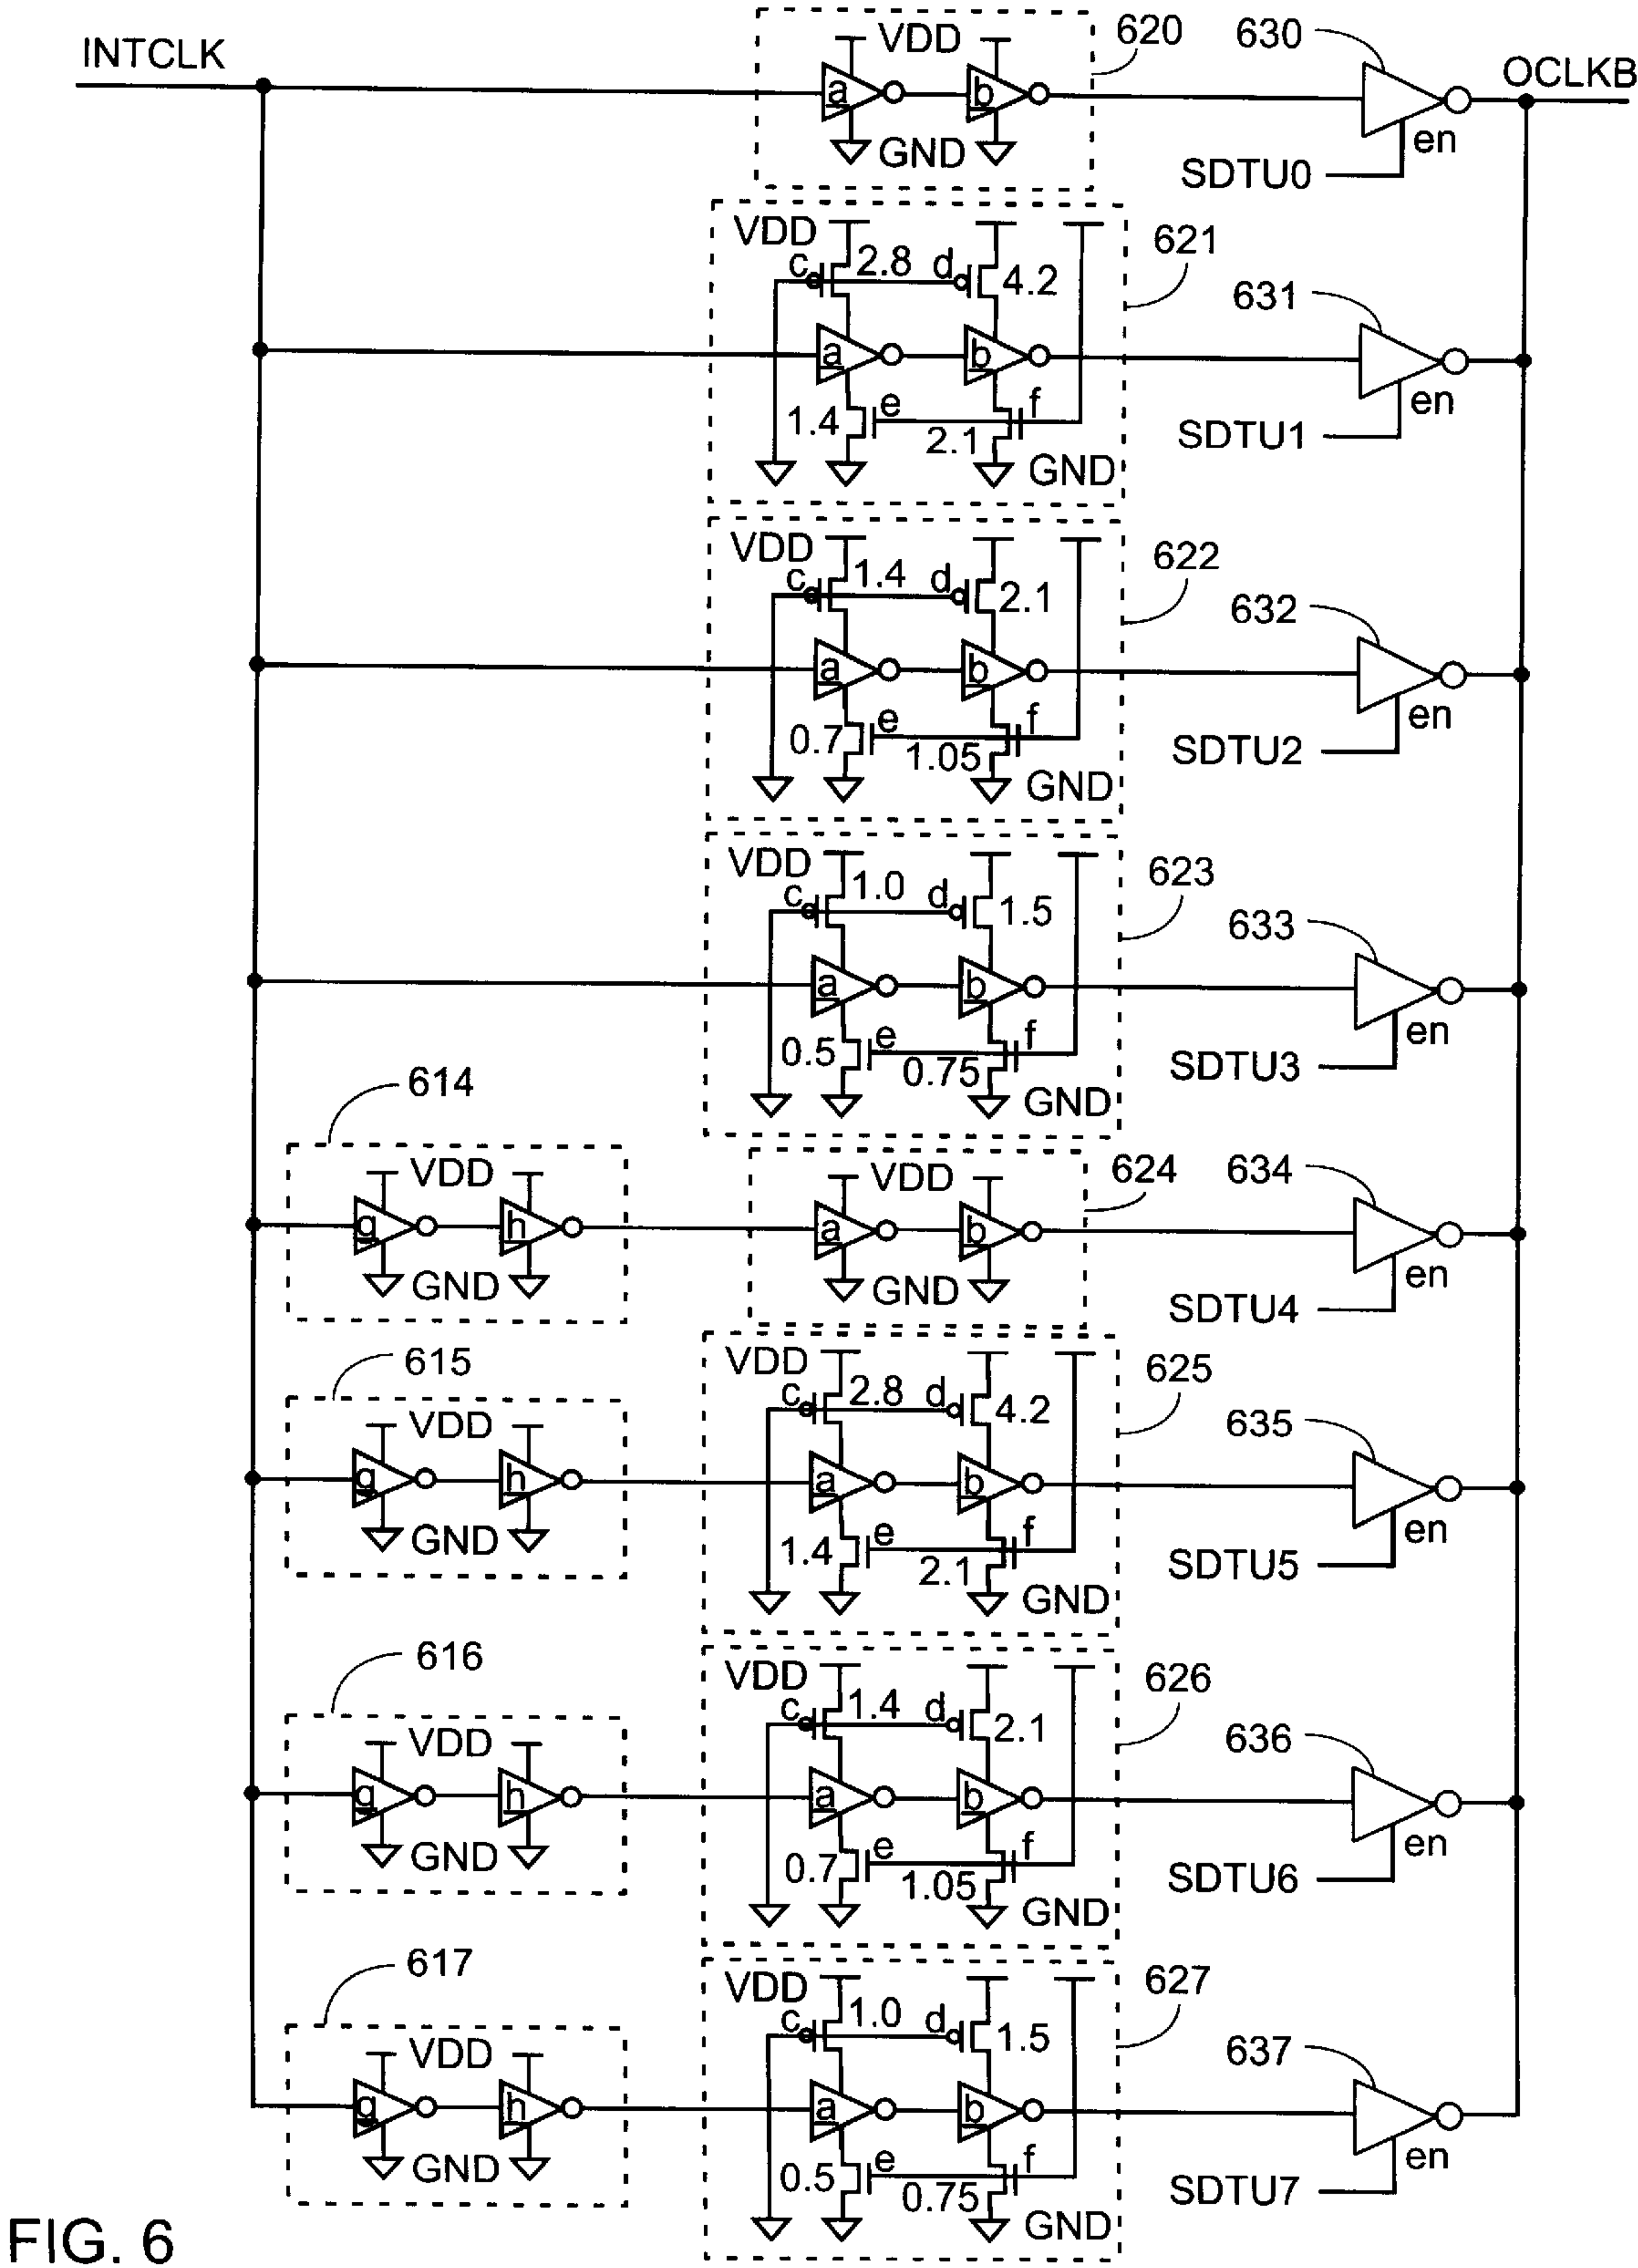 INTCLK
VDD
620
630
OCLKB
a
b
GND
en
SDTU0
VDD
c
2.8
d
4.2
621
631
a
b
1.4
e
2.1
f
GND
en
SDTU1
VDD
c
1.4
d
2.1
622
632
a
b
0.7
e
1.05
f
GND
en
SDTU2
VDD
c
1.0
d
1.5
623
633
a
b
0.5
e
0.75
f
GND
en
SDTU3
614
VDD
g
h
GND
VDD
624
634
a
b
GND
en
SDTU4
615
VDD
g
h
GND
VDD
c
2.8
d
4.2
625
635
a
b
1.4
e
2.1
f
GND
en
SDTU5
616
VDD
g
h
GND
VDD
c
1.4
d
2.1
626
636
a
b
0.7
e
1.05
f
GND
en
SDTU6
617
VDD
g
h
GND
VDD
c
1.0
d
1.5
627
637
a
b
0.5
e
0.75
f
GND
en
SDTU7
FIG. 6